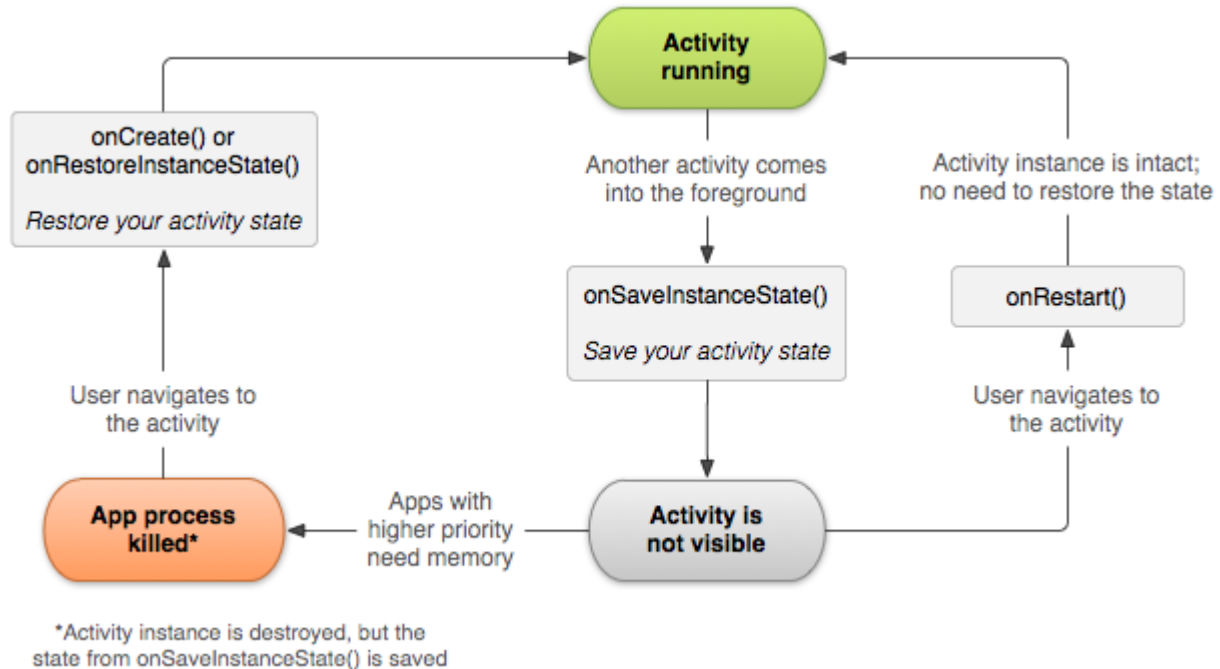 Activity
running
onCreate() or
onRestoreInstanceState()
Restore your activity state
Another activity comes
into the foreground
Activity instance is intact;
no need to restore the state
onSaveInstanceState()
Save your activity state
onRestart()
User navigates to
the activity
User navigates to
the activity
App process
killed*
Apps with
higher priority
need memory
Activity is
not visible
*Activity instance is destroyed, but the
state from onSaveInstanceState() is saved